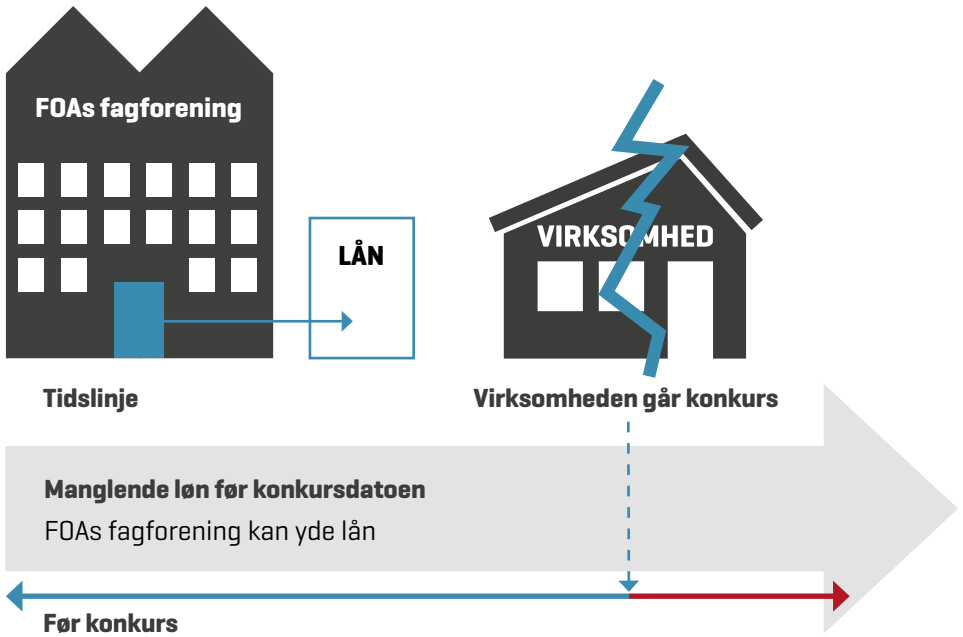 FOAs fagforening
LÅN
VIRKSOMHED
Tidslinje
Virksomheden går konkurs
Manglende løn før konkursdatoen
FOAs fagforening kan yde lån
Før konkurs